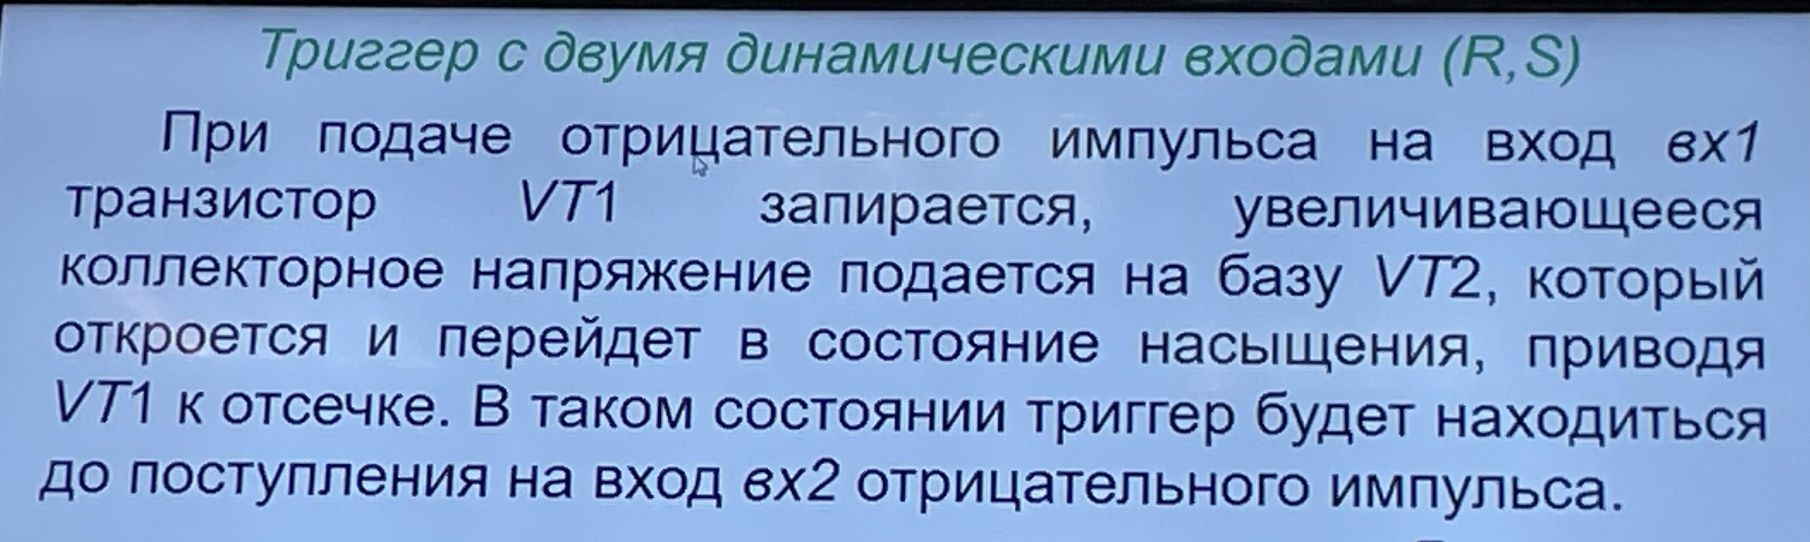 Триггер с двумя динамическими входами (R,S)
При подаче отрицательного импульса на вход вх1
транзистор VT1 запирается, увеличивающееся
коллекторное напряжение подается на базу VT2, который
откроется и перейдет в состояние насыщения, приводя
VT1 к отсечке. В таком состоянии триггер будет находиться
до поступления на вход вх2 отрицательного импульса.